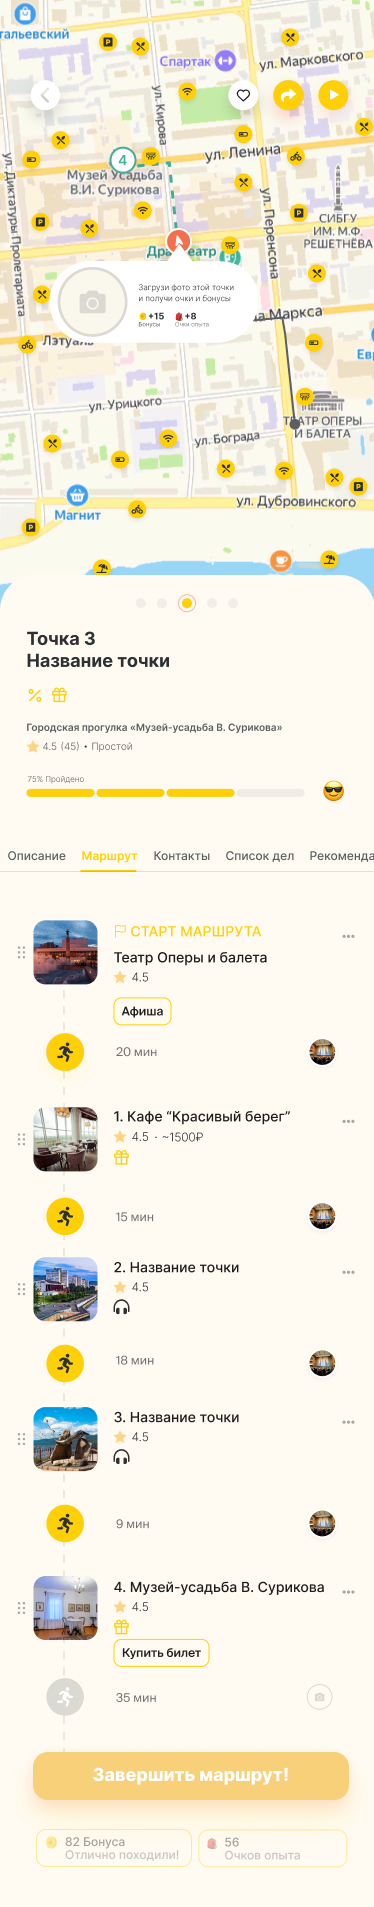 тальевский
Спартак
ул. Марковского
ул. Кирова
4
ул. Ленина
Музей Усадьба
В.И. Сурикова
ул. Диктатуры Пролетариата
ул. Перенсона
СИБГУ
ИМ. М.Ф.
РЕШЕТНЁВА
Драм театр
Загрузи фото этой точки
и получи очки и бонусы
+15
Бонусы
+8
Очки опыта
а Маркса
Лэтуаль
Евр
ул. Урицкого
ТЕАТР ОПЕРЫ
И БАЛЕТА
ул. Бограда
ул. Дубровинского
Магнит
Точка 3
Название точки
Городская прогулка «Музей-усадьба В. Сурикова»
4.5 (45) • Простой
75% Пройдено
Описание Маршрут Контакты Список дел Рекоменда
СТАРТ МАРШРУТА
Театр Оперы и балета
4.5
Афиша
20 мин
1. Кафе “Красивый берег”
4.5 · ~1500₽
15 мин
2. Название точки
4.5
18 мин
3. Название точки
4.5
9 мин
4. Музей-усадьба В. Сурикова
4.5
Купить билет
35 мин
Завершить маршрут!
82 Бонуса
Отлично походили!
56
Очков опыта